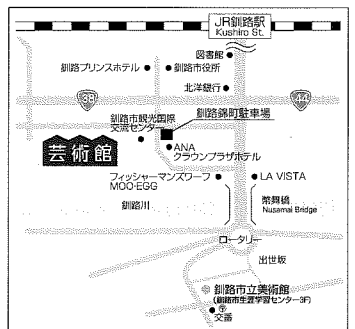 JR釧路駅
Kushiro St.
図書館
釧路プリンスホテル
釧路市役所
北洋銀行
38
44
釧路錦町駐車場
釧路市観光国際
交流センター
芸術館
ANA
クラウンプラザホテル
フィッシャーマンズワーフ
MOO・EGG
LA VISTA
釧路川
幣舞橋
Nusamai Bridge
ロータリー
出世坂
釧路市立美術館
(釧路市生涯学習センター3F)
交番